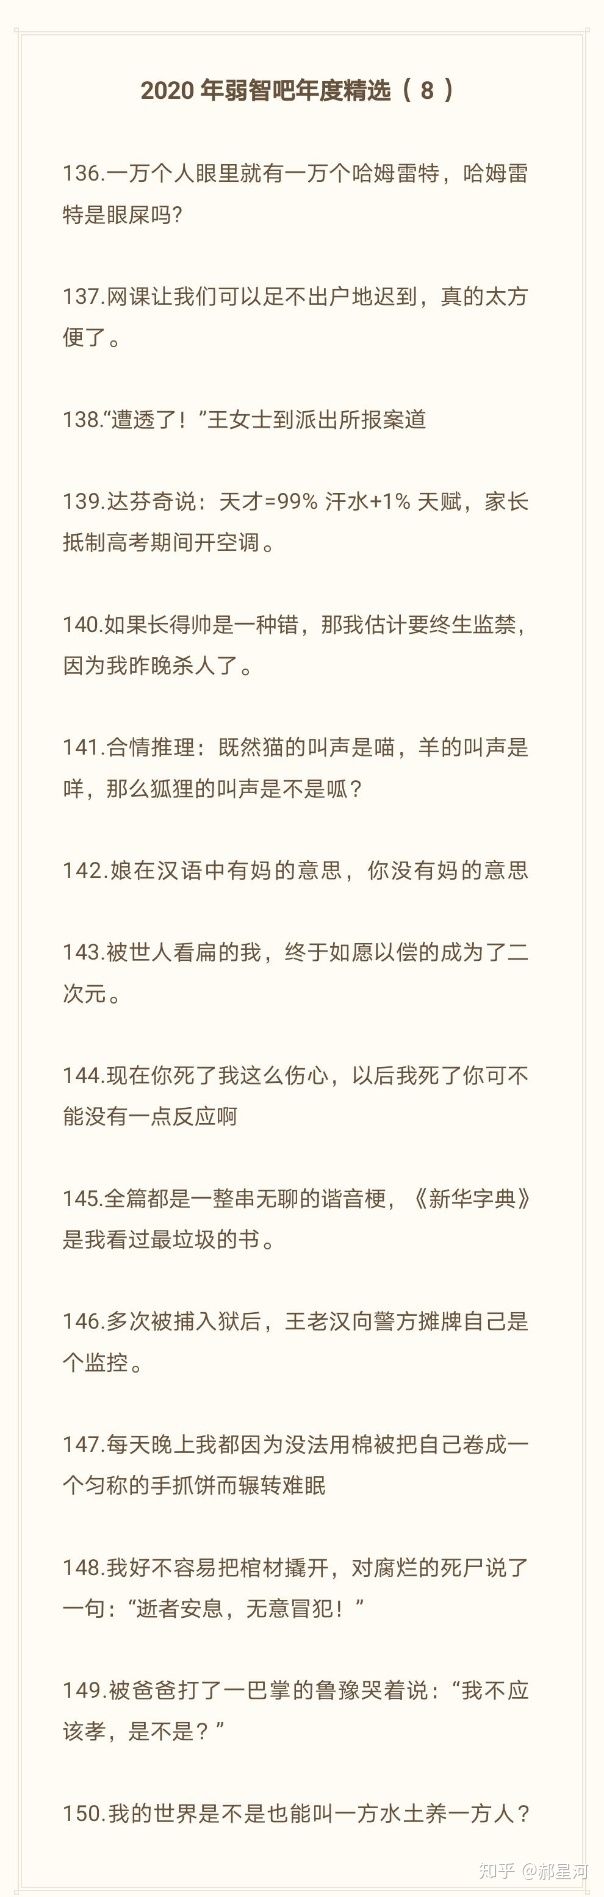 2020 年弱智吧年度精选（ 8 ）
136.一万个人眼里就有一万个哈姆雷特，哈姆雷
特是眼屎吗?
137.网课让我们可以足不出户地迟到，真的太方
便了。
138.“遭透了！”王女士到派出所报案道
139.达芬奇说：天才=99% 汗水+1% 天赋，家长
抵制高考期间开空调。
140.如果长得帅是一种错，那我估计要终生监禁，
因为我昨晚杀人了。
141.合情推理：既然猫的叫声是喵，羊的叫声是
咩，那么狐狸的叫声是不是呱？
142.娘在汉语中有妈的意思，你没有妈的意思
143.被世人看扁的我，终于如愿以偿的成为了二
次元。
144.现在你死了我这么伤心，以后我死了你可不
能没有一点反应啊
145.全篇都是一整串无聊的谐音梗，《新华字典》
是我看过最垃圾的书。
146.多次被捕入狱后，王老汉向警方摊牌自己是
个监控。
147.每天晚上我都因为没法用棉被把自己卷成一
个匀称的手抓饼而辗转难眠
148.我好不容易把棺材撬开，对腐烂的死尸说了
一句：“逝者安息，无意冒犯！”
149.被爸爸打了一巴掌的鲁豫哭着说：“我不应
该孝，是不是？”
150.我的世界是不是也能叫一方水土养一方人？
知乎 @郝星河